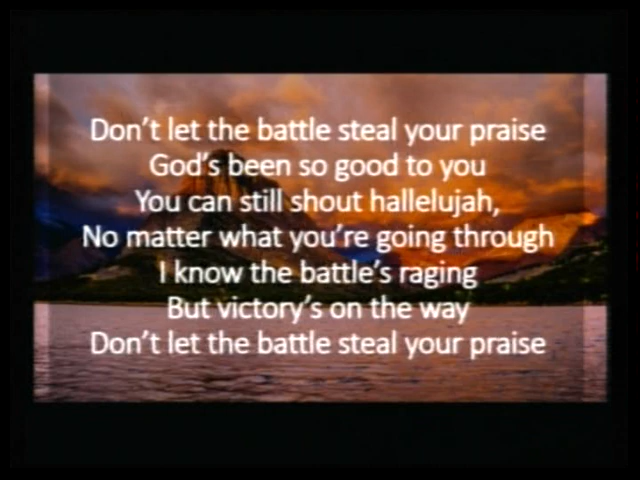 Don't let the battle steal your praise
God's been so good to you
You can still shout hallelujah,
No matter what you're going through
I know the battle's raging
But victory's on the way
Don't let the battle steal your praise